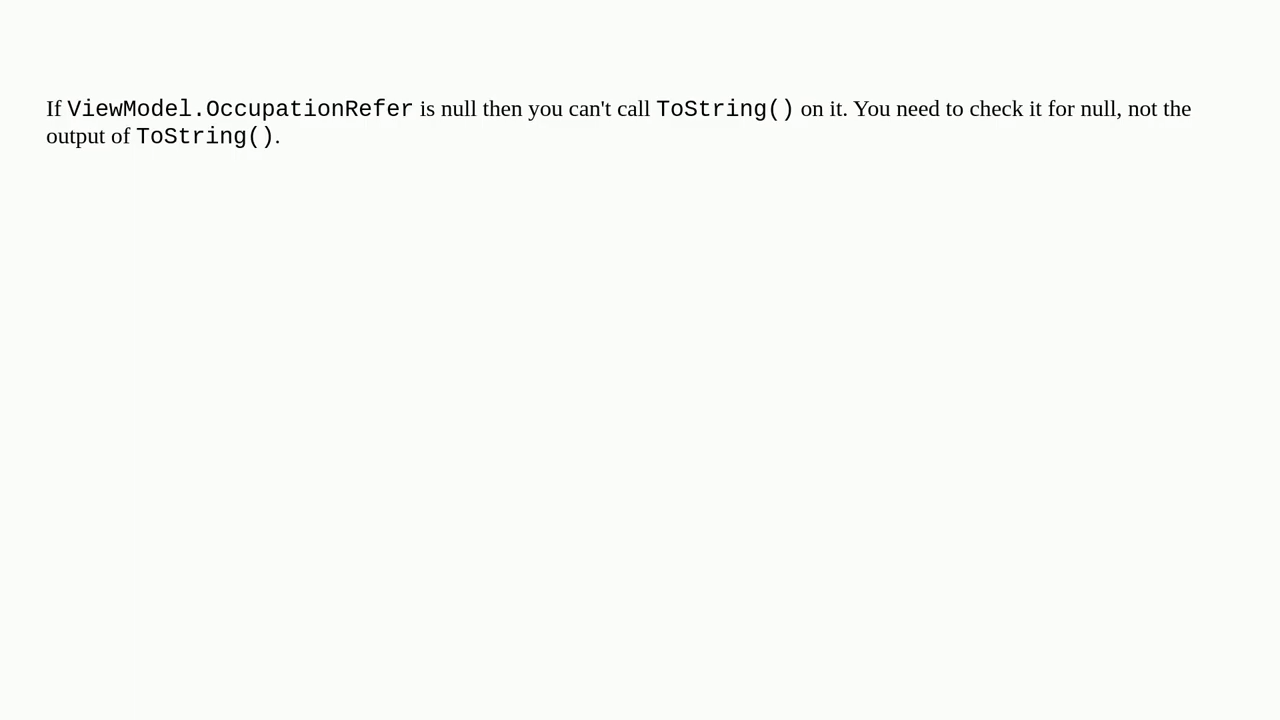 If ViewModel.OccupationRefer is null then you can't call ToString() on it. You need to check it for null, not the
output of ToString().